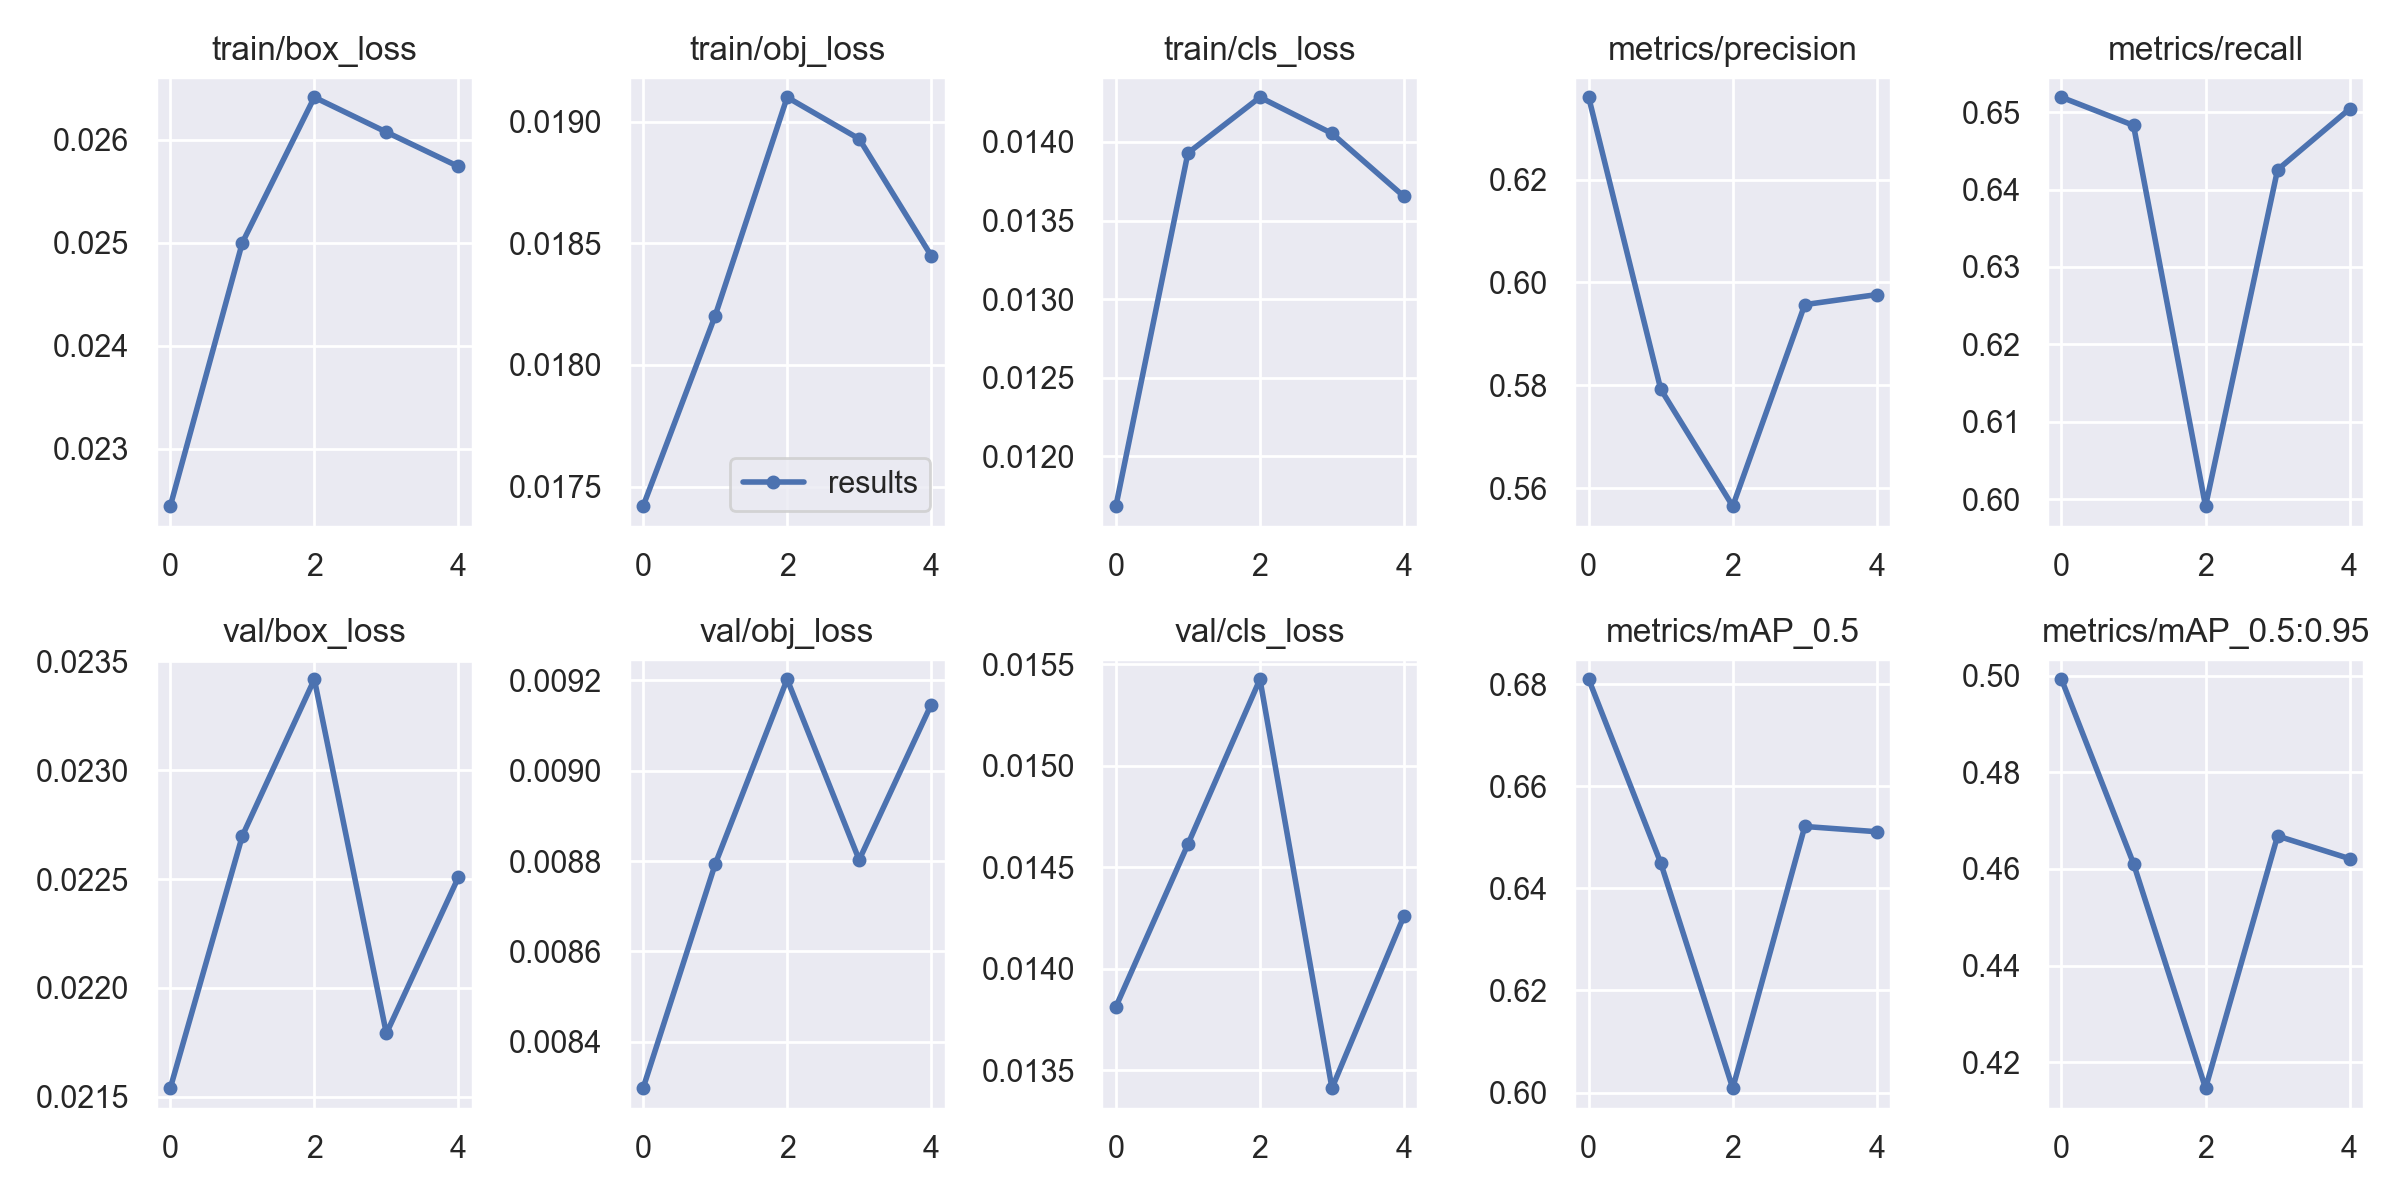 train/box_loss
0.026
0.025
0.024
0.023
0 2 4
train/obj_loss
0.0190
0.0185
0.0180
0.0175
results
0 2 4
train/cls_loss
0.0140
0.0135
0.0130
0.0125
0.0120
0 2 4
metrics/precision
0.62
0.60
0.58
0.56
0 2 4
metrics/recall
0.65
0.64
0.63
0.62
0.61
0.60
0 2 4
val/box_loss
0.0235
0.0230
0.0225
0.0220
0.0215
0 2 4
val/obj_loss
0.0092
0.0090
0.0088
0.0086
0.0084
0 2 4
val/cls_loss
0.0155
0.0150
0.0145
0.0140
0.0135
0 2 4
metrics/mAP_0.5
0.68
0.66
0.64
0.62
0.60
0 2 4
metrics/mAP_0.5:0.95
0.50
0.48
0.46
0.44
0.42
0 2 4